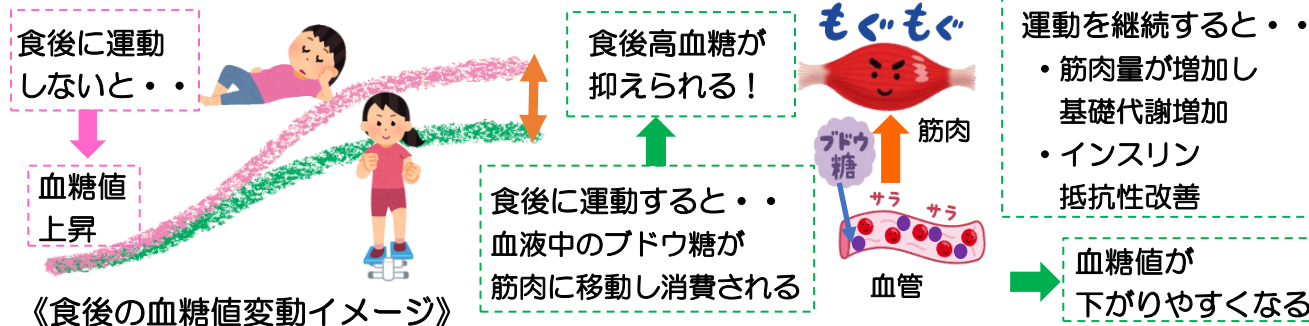 食後に運動
しないと・・
血糖値
上昇
《食後の血糖値変動イメージ》
食後高血糖が
抑えられる！
食後に運動すると・・
血液中のブドウ糖が
筋肉に移動し消費される
もぐもぐ
筋肉
ブドウ
糖
サラ サラ
血管
運動を継続すると・・
・筋肉量が増加し
基礎代謝増加
・インスリン
抵抗性改善
血糖値が
下がりやすくなる